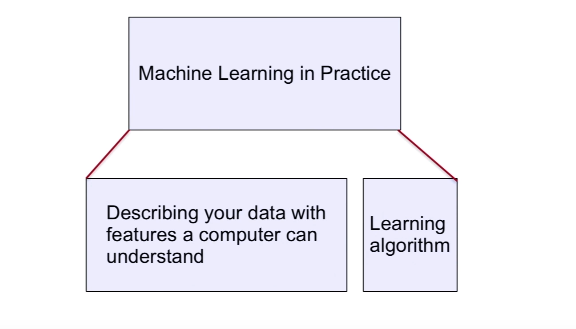 Machine Learning in Practice
Describing your data with
features a computer can
understand
Learning
algorithm